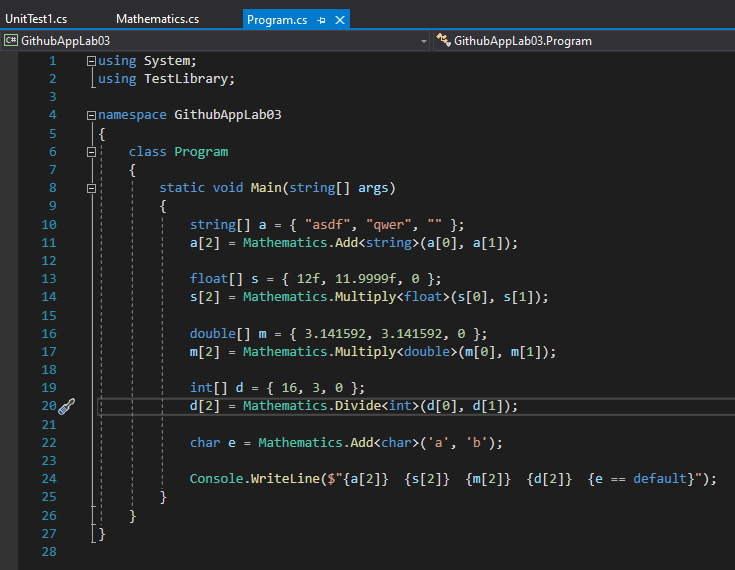 UnitTest1.cs Mathematics.cs Program.cs
C# GithubAppLab03 GithubAppLab03.Program
1 using System;
2 using TestLibrary;
3
4 namespace GithubAppLab03
5 {
6 class Program
7 {
8 static void Main(string[] args)
9 {
10 string[] a = { "asdf", "qwer", "" };
11 a[2] = Mathematics.Add<string>(a[0], a[1]);
12
13 float[] s = { 12f, 11.9999f, 0 };
14 s[2] = Mathematics.Multiply<float>(s[0], s[1]);
15
16 double[] m = { 3.141592, 3.141592, 0 };
17 m[2] = Mathematics.Multiply<double>(m[0], m[1]);
18
19 int[] d = { 16, 3, 0 };
20 d[2] = Mathematics.Divide<int>(d[0], d[1]);
21
22 char e = Mathematics.Add<char>('a', 'b');
23
24 Console.WriteLine($"{a[2]}  {s[2]}  {m[2]}  {d[2]}  {e == default}");
25 }
26 }
27 }
28